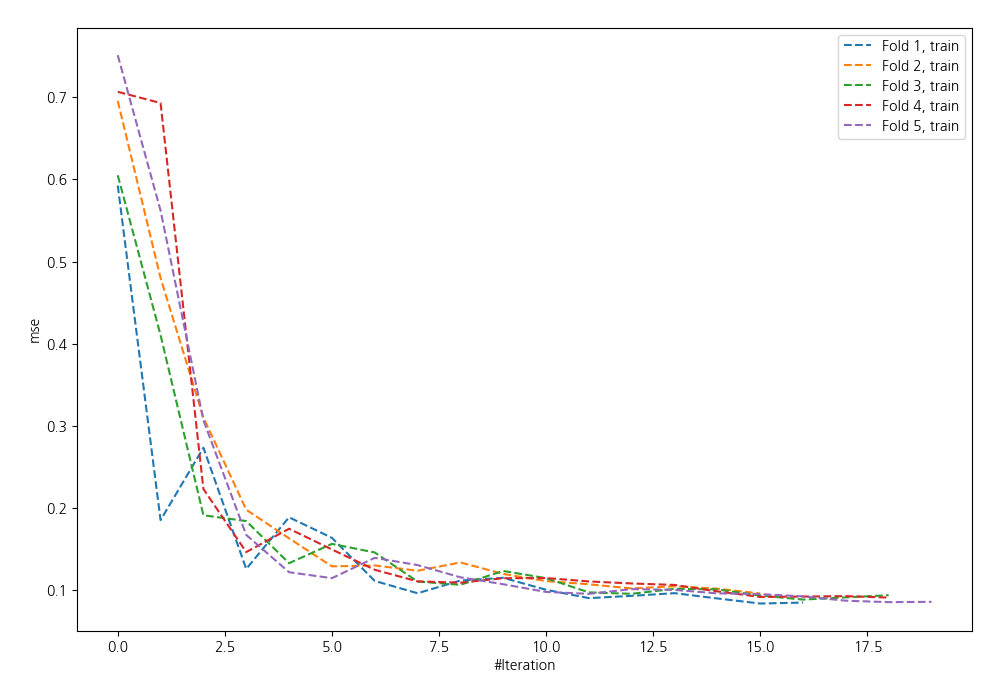 Fold 1, train
Fold 2, train
Fold 3, train
Fold 4, train
Fold 5, train
0.7
0.6
0.5
0.4
0.3
0.2
0.1
mse
0.0 2.5 5.0 7.5 10.0 12.5 15.0 17.5
#Iteration